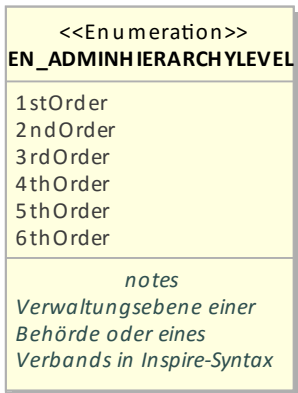 <<Enumeration>>
EN_ADMINHIERARCHYLEVEL
1stOrder
2ndOrder
3rdOrder
4thOrder
5thOrder
6thOrder
notes
Verwaltungsebene einer
Behörde oder eines
Verbands in Inspire-Syntax